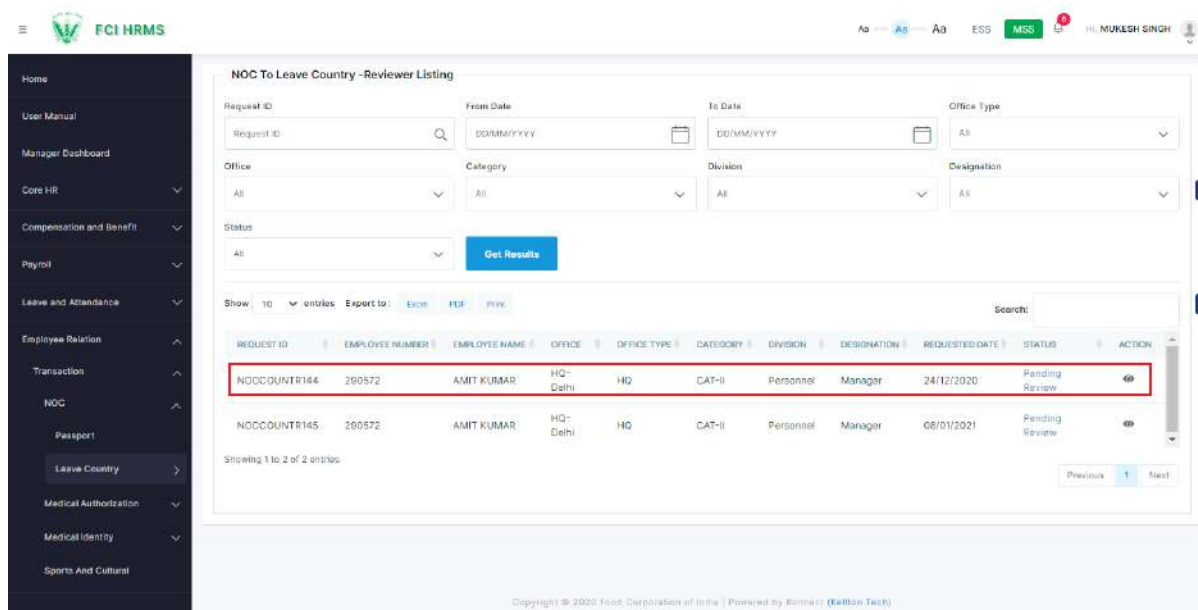 FCI HRMS
Aa Aa Aa ESS MSS 0 HI, MUKESH SINGH
Home
User Manual
Manager Dashboard
Core HR
Compensation and Benefit
Payroll
Leave and Attendance
Employee Relation
Transaction
NOC
Passport
Leave Country
Medical Authorization
Medical Identity
Sports And Cultural
NOC To Leave Country -Reviewer Listing
Request ID From Date To Date Office Type
Request ID DD/MM/YYYY DD/MM/YYYY All
Office Category Division Designation
All All All All
Status
All Get Results
Show 10 entries Export to : Excel PDF Print Search:
REQUEST ID EMPLOYEE NUMBER EMPLOYEE NAME OFFICE OFFICE TYPE CATEGORY DIVISION DESIGNATION REQUESTED DATE STATUS ACTION
NOCCOUNTR144 290572 AMIT KUMAR HQ-Delhi HQ CAT-II Personnel Manager 24/12/2020 Pending Review
NOCCOUNTR145 290572 AMIT KUMAR HQ-Delhi HQ CAT-II Personnel Manager 08/01/2021 Pending Review
Showing 1 to 2 of 2 entries
Previous 1 Next
Copyright © 2020 Food Corporation of India | Powered by Konnect (Kellton Tech)